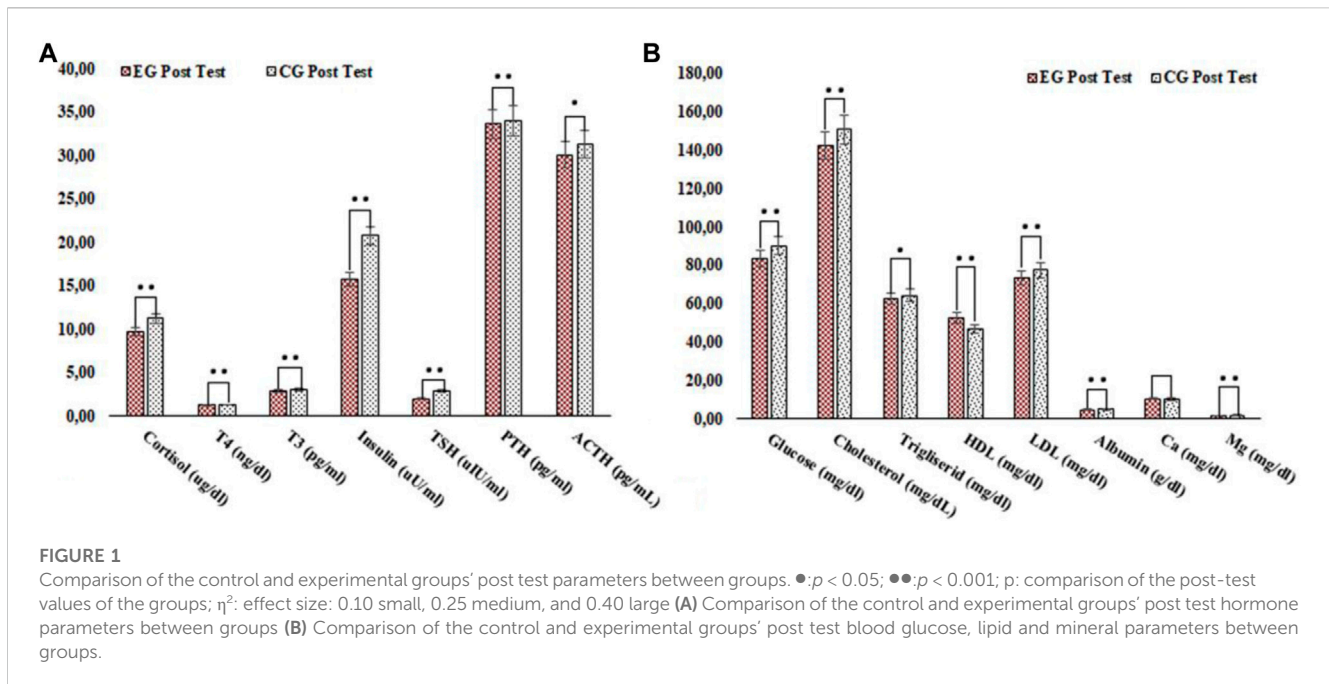 A
EG Post Test CG Post Test
40,00
35,00
30,00
25,00
20,00
15,00
10,00
5,00
0,00
Cortisol (ug/dl)
T4 (ng/dl)
T3 (pg/ml)
Insulin (uU/ml)
TSH (uIU/ml)
PTH (pg/ml)
ACTH (pg/mL)
B
EG Post Test CG Post Test
180,00
160,00
140,00
120,00
100,00
80,00
60,00
40,00
20,00
0,00
Glucose (mg/dl)
Cholesterol (mg/dL)
Trigliserid (mg/dl)
HDL (mg/dl)
LDL (mg/dl)
Albumin (g/dl)
Ca (mg/dl)
Mg (mg/dl)
FIGURE 1
Comparison of the control and experimental groups’ post test parameters between groups. ●:p < 0.05; ●●:p < 0.001; p: comparison of the post-test
values of the groups; η²: effect size: 0.10 small, 0.25 medium, and 0.40 large (A) Comparison of the control and experimental groups’ post test hormone
parameters between groups (B) Comparison of the control and experimental groups’ post test blood glucose, lipid and mineral parameters between
groups.